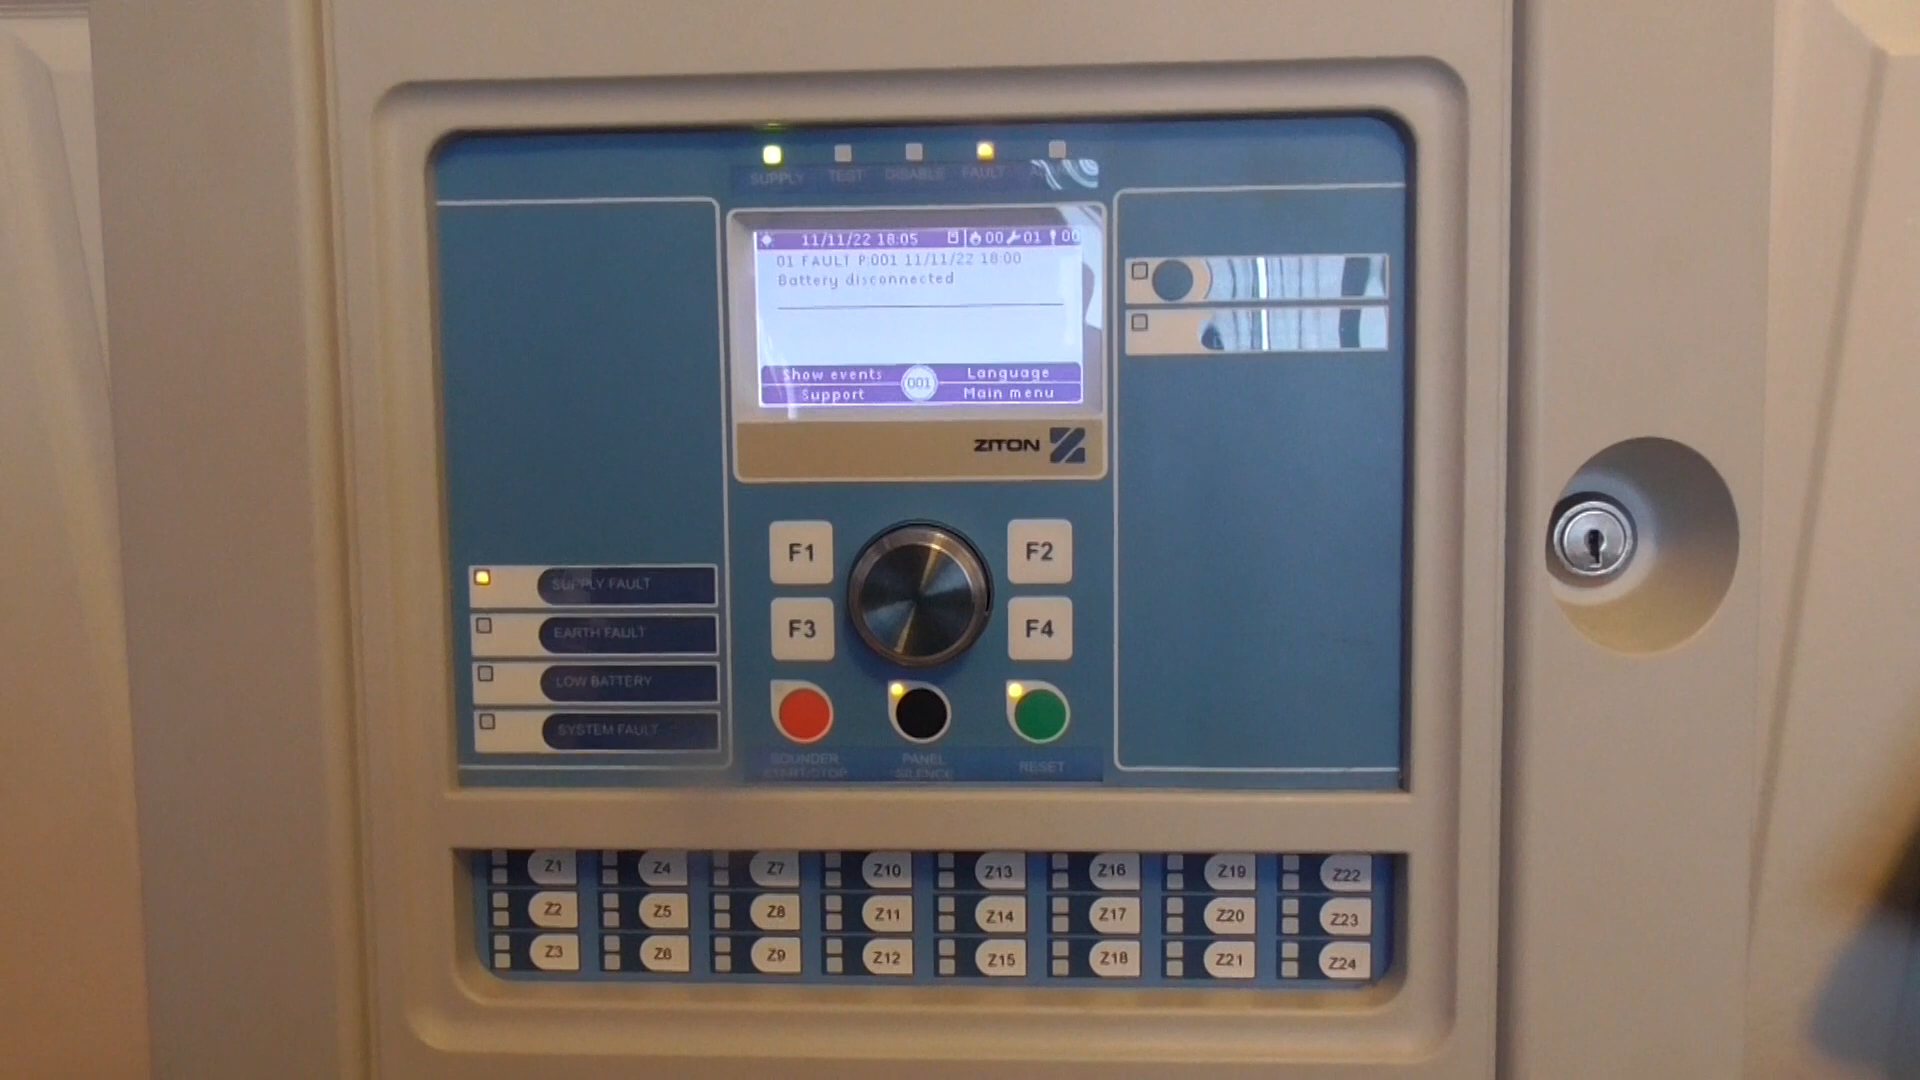 SUPPLY TEST DISABLE FAULT
11/11/22 18:05 00 01 00
01 FAULT P:001 11/11/22 18:00
Battery disconnected
Show events 001 Language
Support Main menu
ZITON
F1 F2
F3 F4
SUPPLY FAULT
EARTH FAULT
LOW BATTERY
SYSTEM FAULT
SOUNDER START/STOP
PANEL SILENCE
RESET
Z1 Z4 Z7 Z10 Z13 Z16 Z19 Z22
Z2 Z5 Z8 Z11 Z14 Z17 Z20 Z23
Z3 Z6 Z9 Z12 Z15 Z18 Z21 Z24